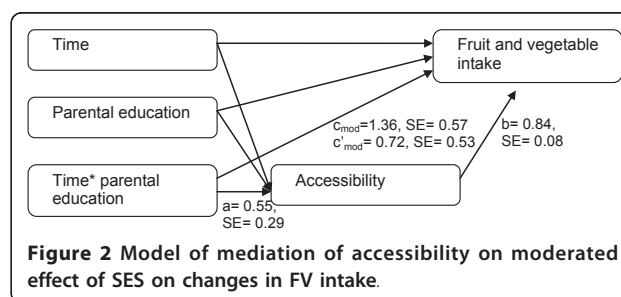 Time
Fruit and vegetable
intake
Parental education
c_mod=1.36, SE= 0.57
c'_mod= 0.72, SE= 0.53
b= 0.84,
SE= 0.08
Time* parental
education
Accessibility
a= 0.55,
SE= 0.29
Figure 2 Model of mediation of accessibility on moderated
effect of SES on changes in FV intake.